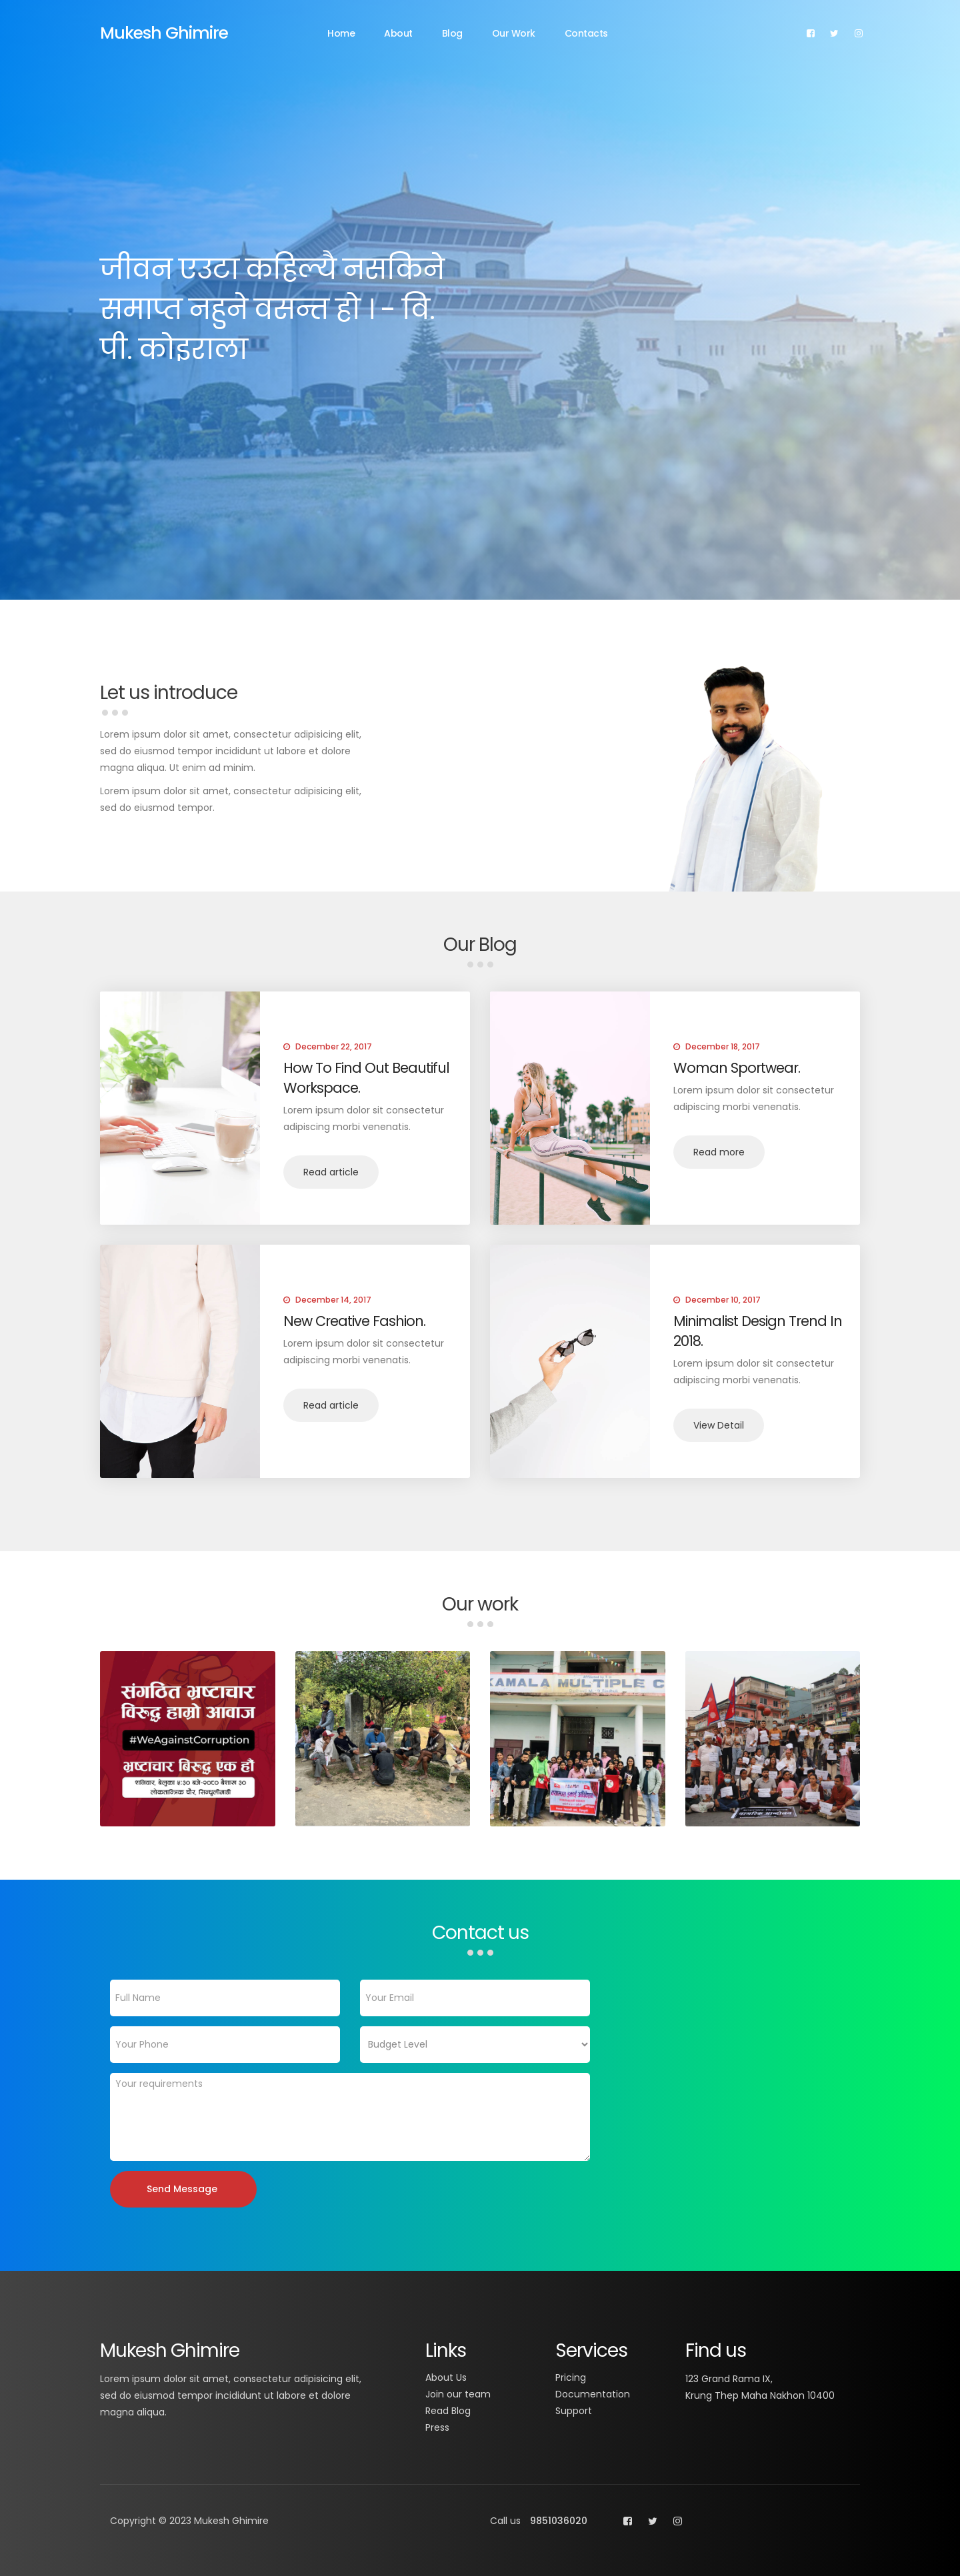 Mukesh Ghimire
Home About Blog Our Work Contacts
जीवन एउटा कहिल्यै नसकिने
समाप्त नहुने वसन्त हो । - वि.
पी. कोइराला
Let us introduce
Lorem ipsum dolor sit amet, consectetur adipisicing elit,
sed do eiusmod tempor incididunt ut labore et dolore
magna aliqua. Ut enim ad minim.
Lorem ipsum dolor sit amet, consectetur adipisicing elit,
sed do eiusmod tempor.
Our Blog
December 22, 2017
How To Find Out Beautiful
Workspace.
Lorem ipsum dolor sit consectetur
adipiscing morbi venenatis.
Read article
December 18, 2017
Woman Sportwear.
Lorem ipsum dolor sit consectetur
adipiscing morbi venenatis.
Read more
December 14, 2017
New Creative Fashion.
Lorem ipsum dolor sit consectetur
adipiscing morbi venenatis.
Read article
December 10, 2017
Minimalist Design Trend In
2018.
Lorem ipsum dolor sit consectetur
adipiscing morbi venenatis.
View Detail
Our work
संगठित भ्रष्टाचार
विरुद्ध हाम्रो आवाज
#WeAgainstCorruption
भ्रष्टाचार बिरुद्ध एक हौं
शनिबार, बेलुका ४:३० बजे-२०८० बैशाख ३०
लोकतान्त्रिक चौर, सिन्धुलीमाढी
KAMALA MULTIPLE C
Contact us
Full Name
Your Email
Your Phone
Budget Level
Your requirements
Send Message
Mukesh Ghimire
Lorem ipsum dolor sit amet, consectetur adipisicing elit,
sed do eiusmod tempor incididunt ut labore et dolore
magna aliqua.
Links
About Us
Join our team
Read Blog
Press
Services
Pricing
Documentation
Support
Find us
123 Grand Rama IX,
Krung Thep Maha Nakhon 10400
Copyright © 2023 Mukesh Ghimire
Call us 9851036020